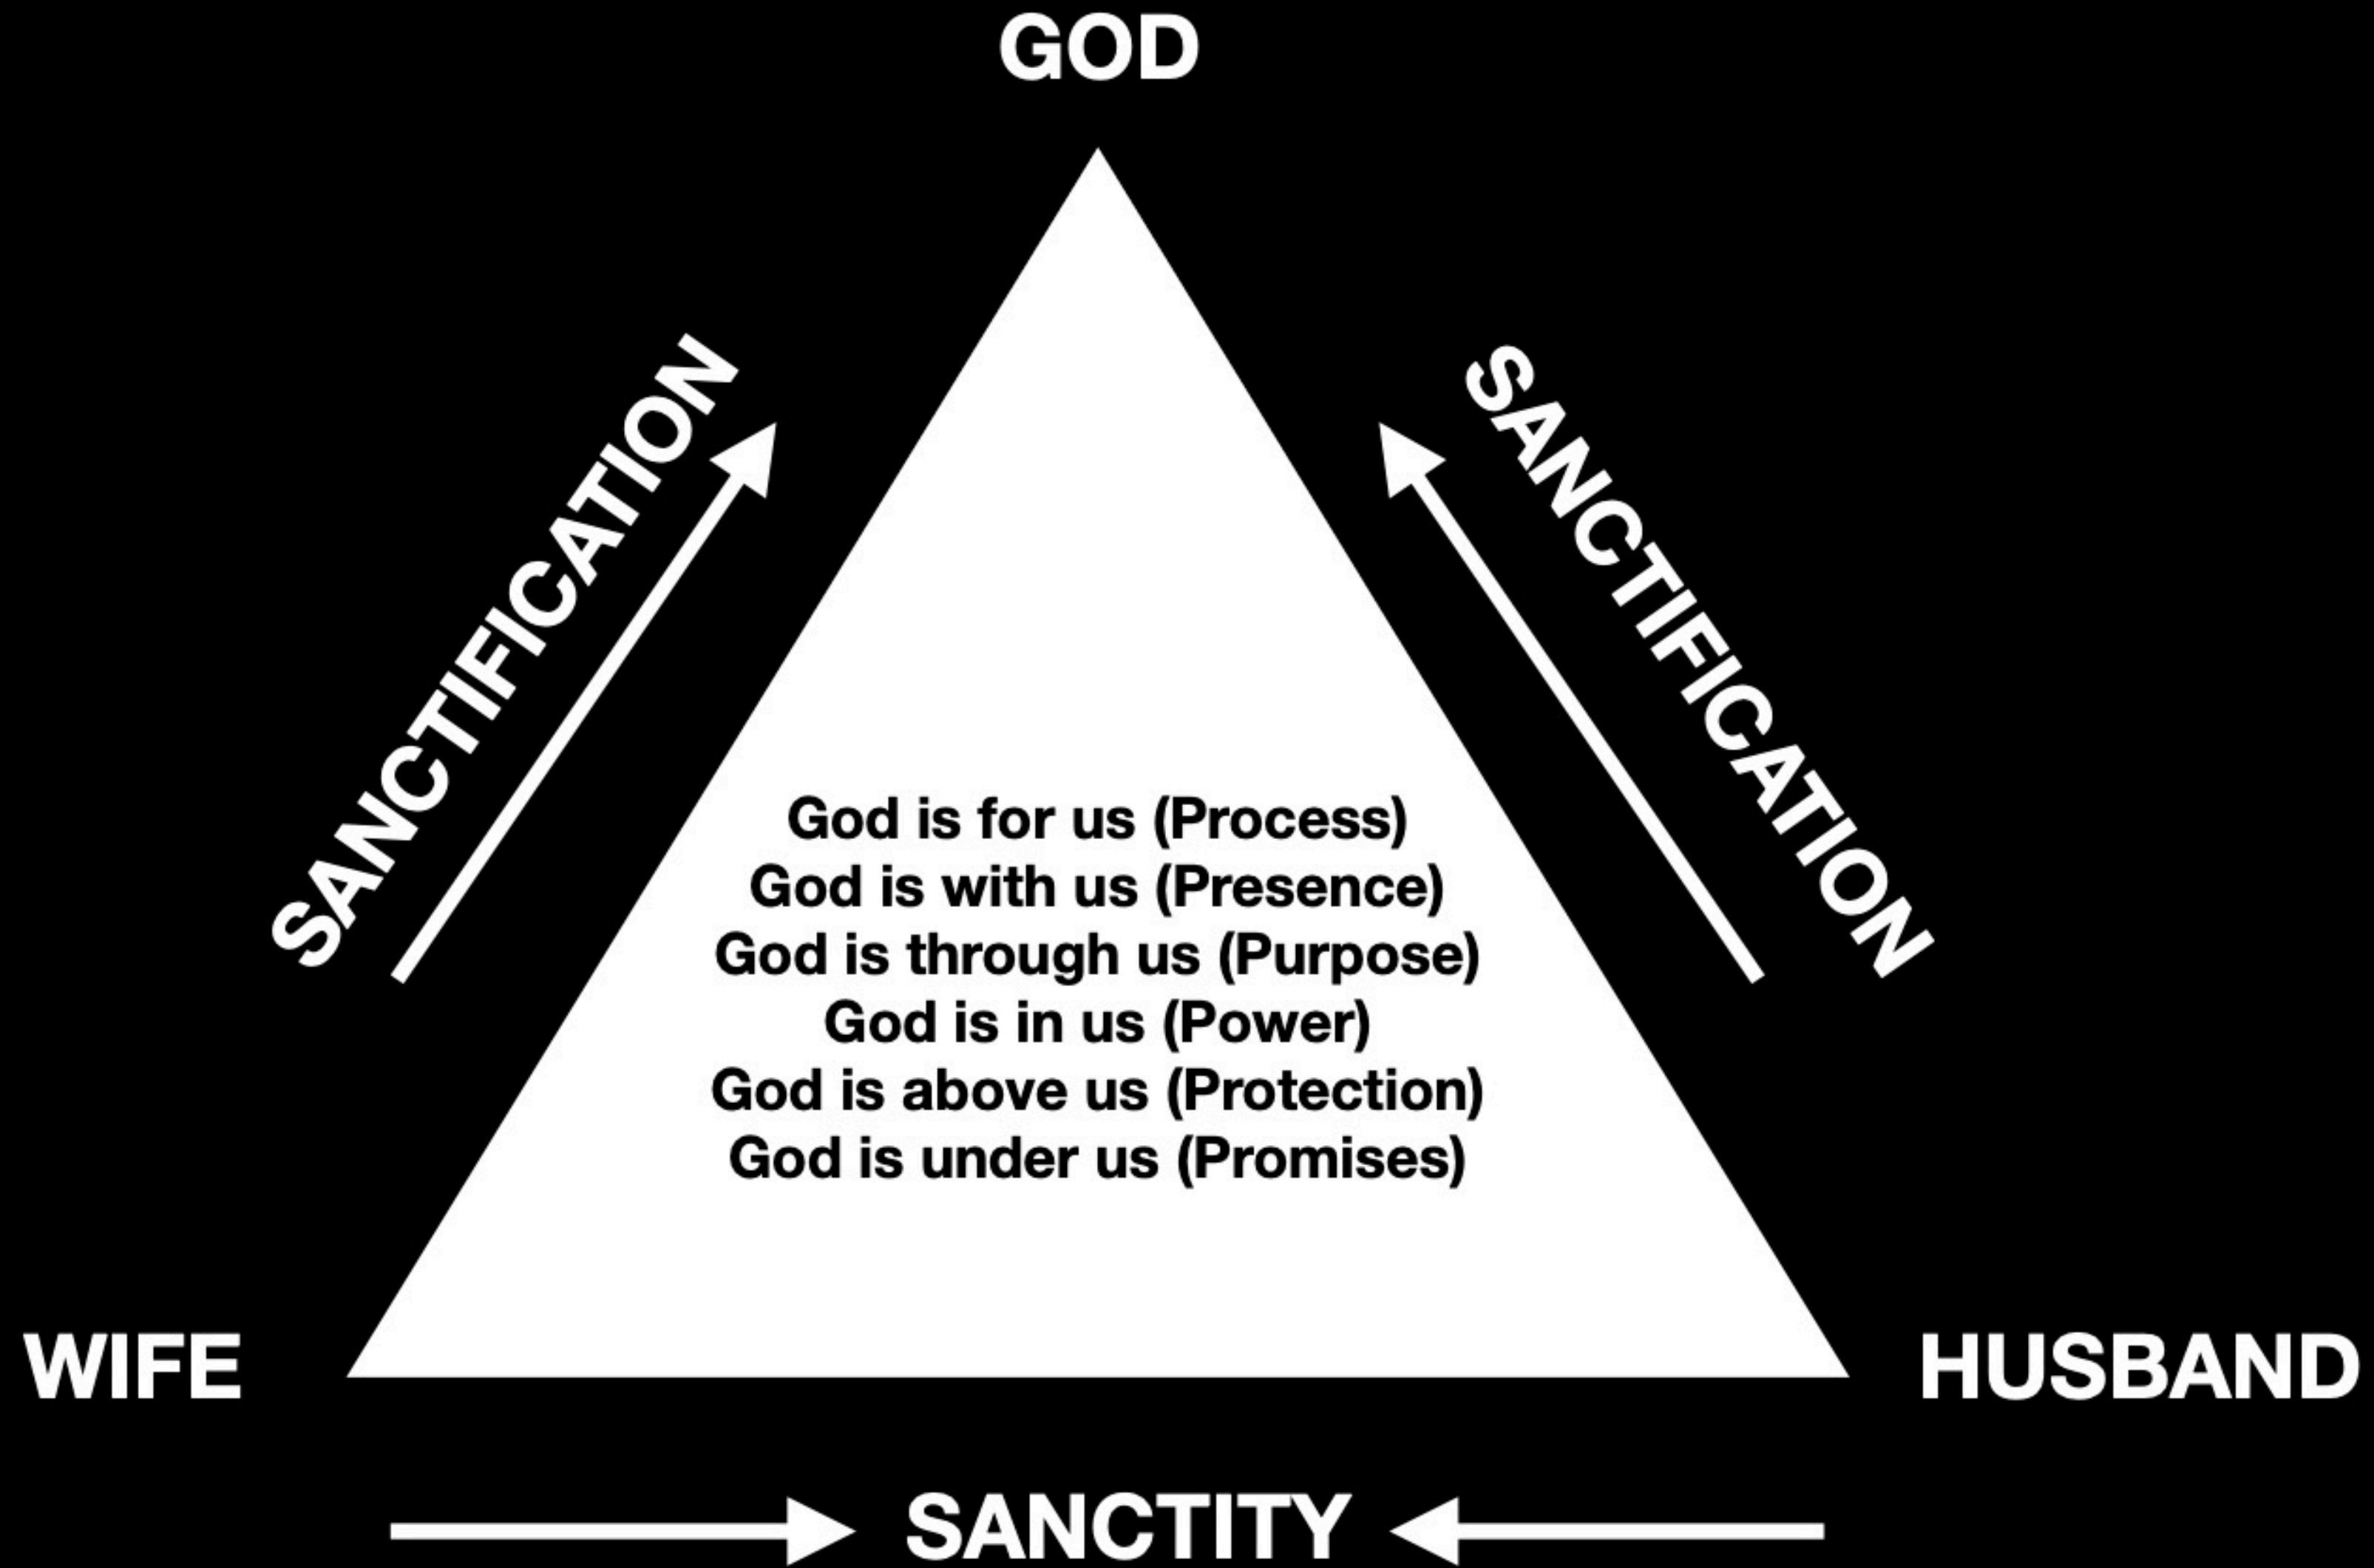 GOD
SANCTIFICATION
SANCTIFICATION
God is for us (Process)
God is with us (Presence)
God is through us (Purpose)
God is in us (Power)
God is above us (Protection)
God is under us (Promises)
WIFE
HUSBAND
SANCTITY